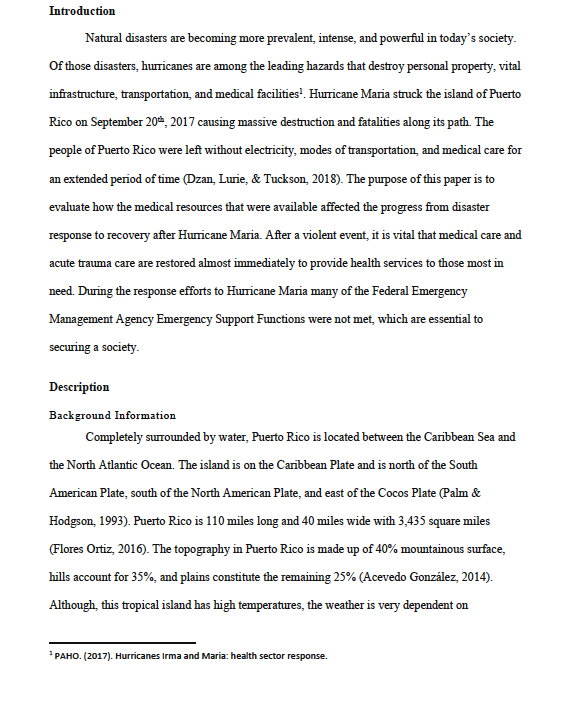 Introduction
Natural disasters are becoming more prevalent, intense, and powerful in today's society.
Of those disasters, hurricanes are among the leading hazards that destroy personal property, vital
infrastructure, transportation, and medical facilities¹. Hurricane Maria struck the island of Puerto
Rico on September 20th, 2017 causing massive destruction and fatalities along its path. The
people of Puerto Rico were left without electricity, modes of transportation, and medical care for
an extended period of time (Dzan, Lurie, & Tuckson, 2018). The purpose of this paper is to
evaluate how the medical resources that were available affected the progress from disaster
response to recovery after Hurricane Maria. After a violent event, it is vital that medical care and
acute trauma care are restored almost immediately to provide health services to those most in
need. During the response efforts to Hurricane Maria many of the Federal Emergency
Management Agency Emergency Support Functions were not met, which are essential to
securing a society.
Description
Background Information
Completely surrounded by water, Puerto Rico is located between the Caribbean Sea and
the North Atlantic Ocean. The island is on the Caribbean Plate and is north of the South
American Plate, south of the North American Plate, and east of the Cocos Plate (Palm &
Hodgson, 1993). Puerto Rico is 110 miles long and 40 miles wide with 3,435 square miles
(Flores Ortiz, 2016). The topography in Puerto Rico is made up of 40% mountainous surface,
hills account for 35%, and plains constitute the remaining 25% (Acevedo González, 2014).
Although, this tropical island has high temperatures, the weather is very dependent on
¹ PAHO. (2017). Hurricanes Irma and Maria: health sector response.